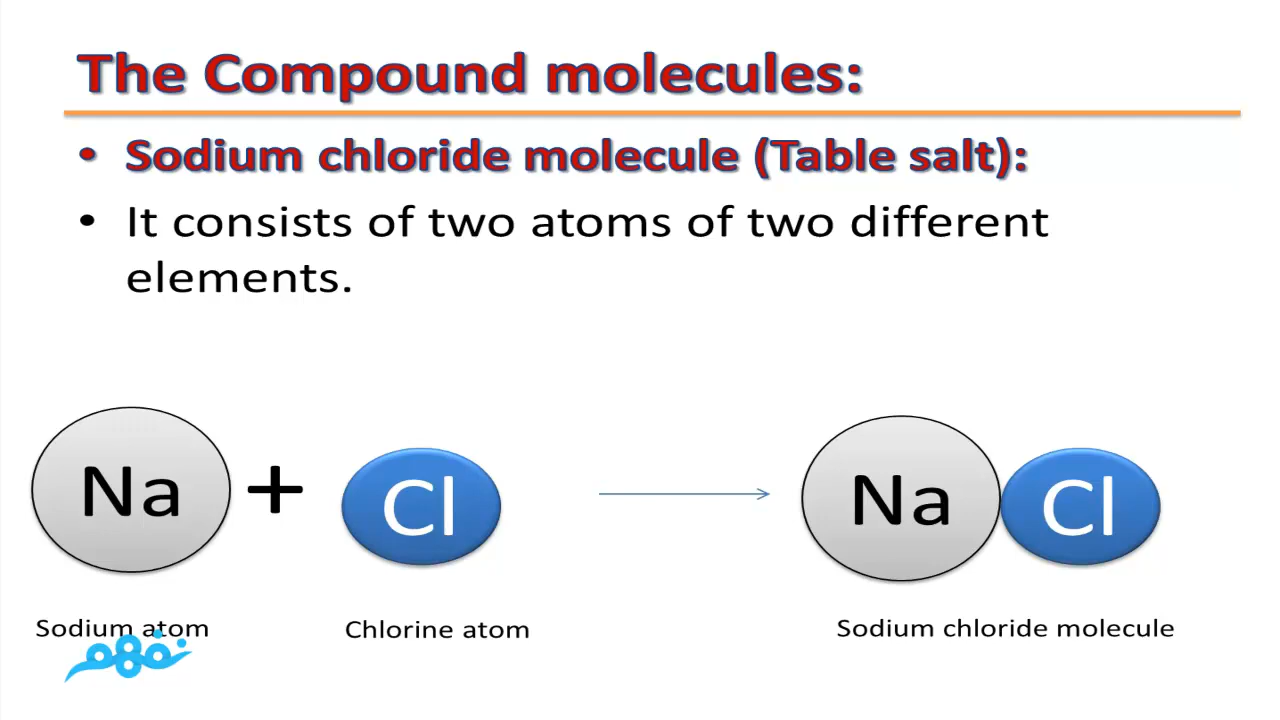 The Compound molecules:
• Sodium chloride molecule (Table salt):
• It consists of two atoms of two different
elements.
Na + Cl Na Cl
Sodium atom Chlorine atom Sodium chloride molecule
نفهم